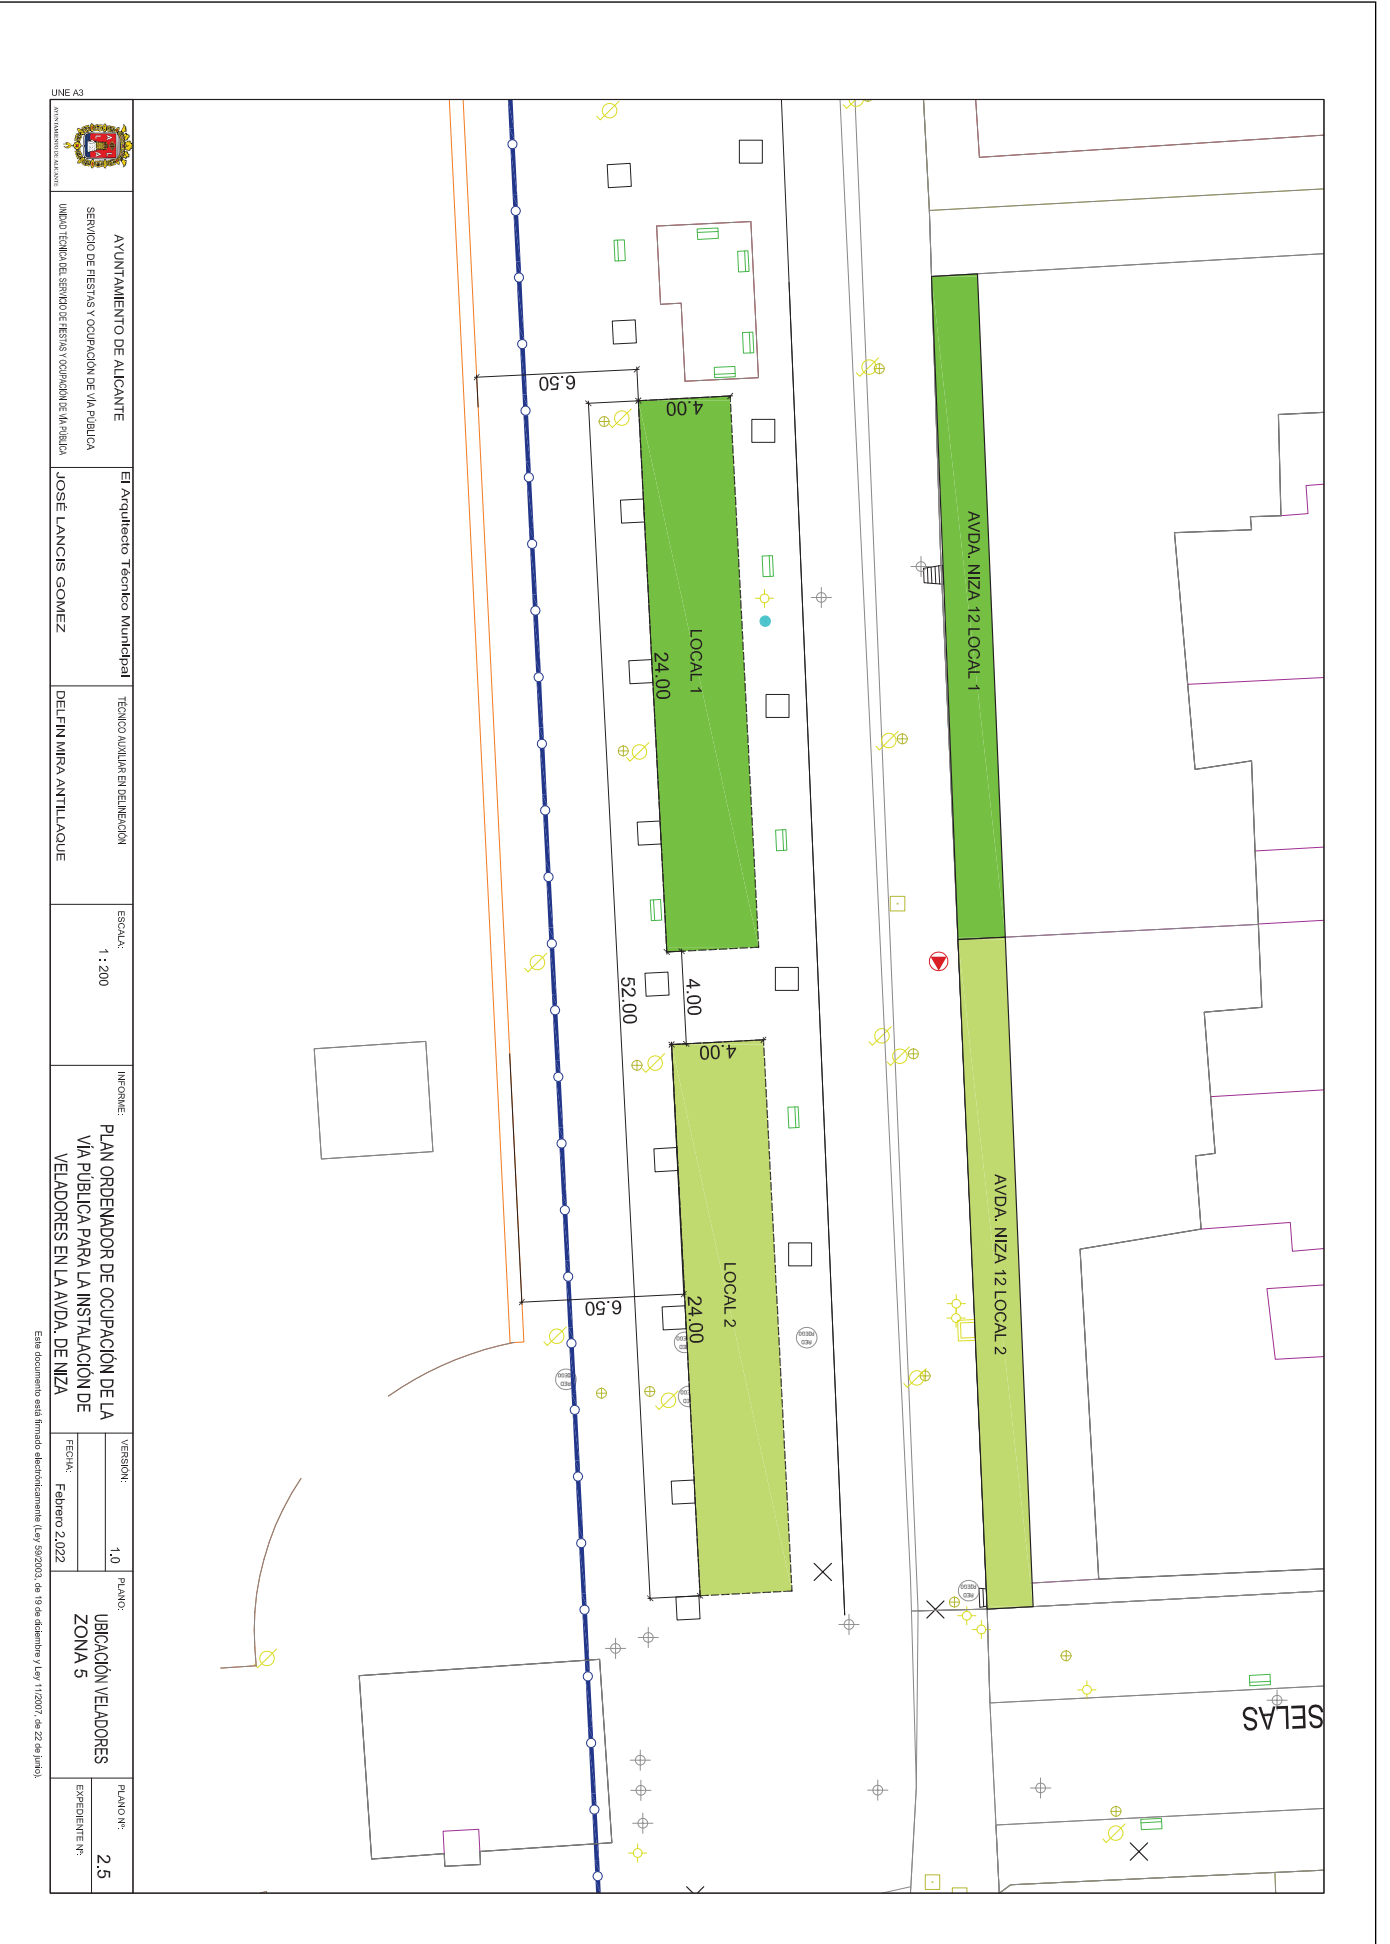 UNE A3
AYUNTAMIENTO DE ALICANTE
AYUNTAMIENTO DE ALICANTE
SERVICIO DE FIESTAS Y OCUPACIÓN DE VÍA PÚBLICA
UNIDAD TÉCNICA DEL SERVICIO DE FIESTAS Y OCUPACIÓN DE VÍA PÚBLICA
El Arquitecto Técnico Municipal
JOSÉ LANCIS GOMEZ
TÉCNICO AUXILIAR EN DELINEACIÓN
DELFIN MIRA ANTILLAQUE
ESCALA:
1 : 200
INFORME:
PLAN ORDENADOR DE OCUPACIÓN DE LA
VÍA PÚBLICA PARA LA INSTALACIÓN DE
VELADORES EN LA AVDA. DE NIZA
VERSIÓN:
1.0
FECHA:
Febrero 2.022
PLANO:
UBICACIÓN VELADORES
ZONA 5
PLANO Nº:
2.5
EXPEDIENTE Nº:
Este documento está firmado electrónicamente (Ley 59/2003, de 19 de diciembre y Ley 11/2007, de 22 de junio).
AVDA. NIZA 12 LOCAL 1
AVDA. NIZA 12 LOCAL 2
LOCAL 1
LOCAL 2
6.50
4.00
24.00
4.00
52.00
4.00
24.00
6.50
SELAS